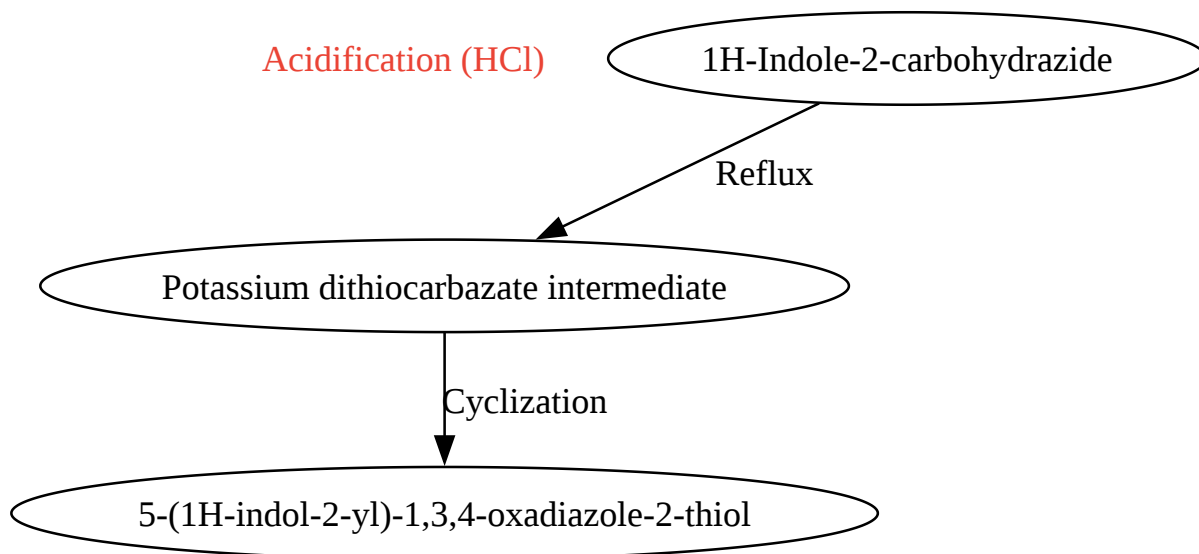 Acidification (HCl)
1H-Indole-2-carbohydrazide
Reflux
Potassium dithiocarbazate intermediate
Cyclization
5-(1H-indol-2-yl)-1,3,4-oxadiazole-2-thiol